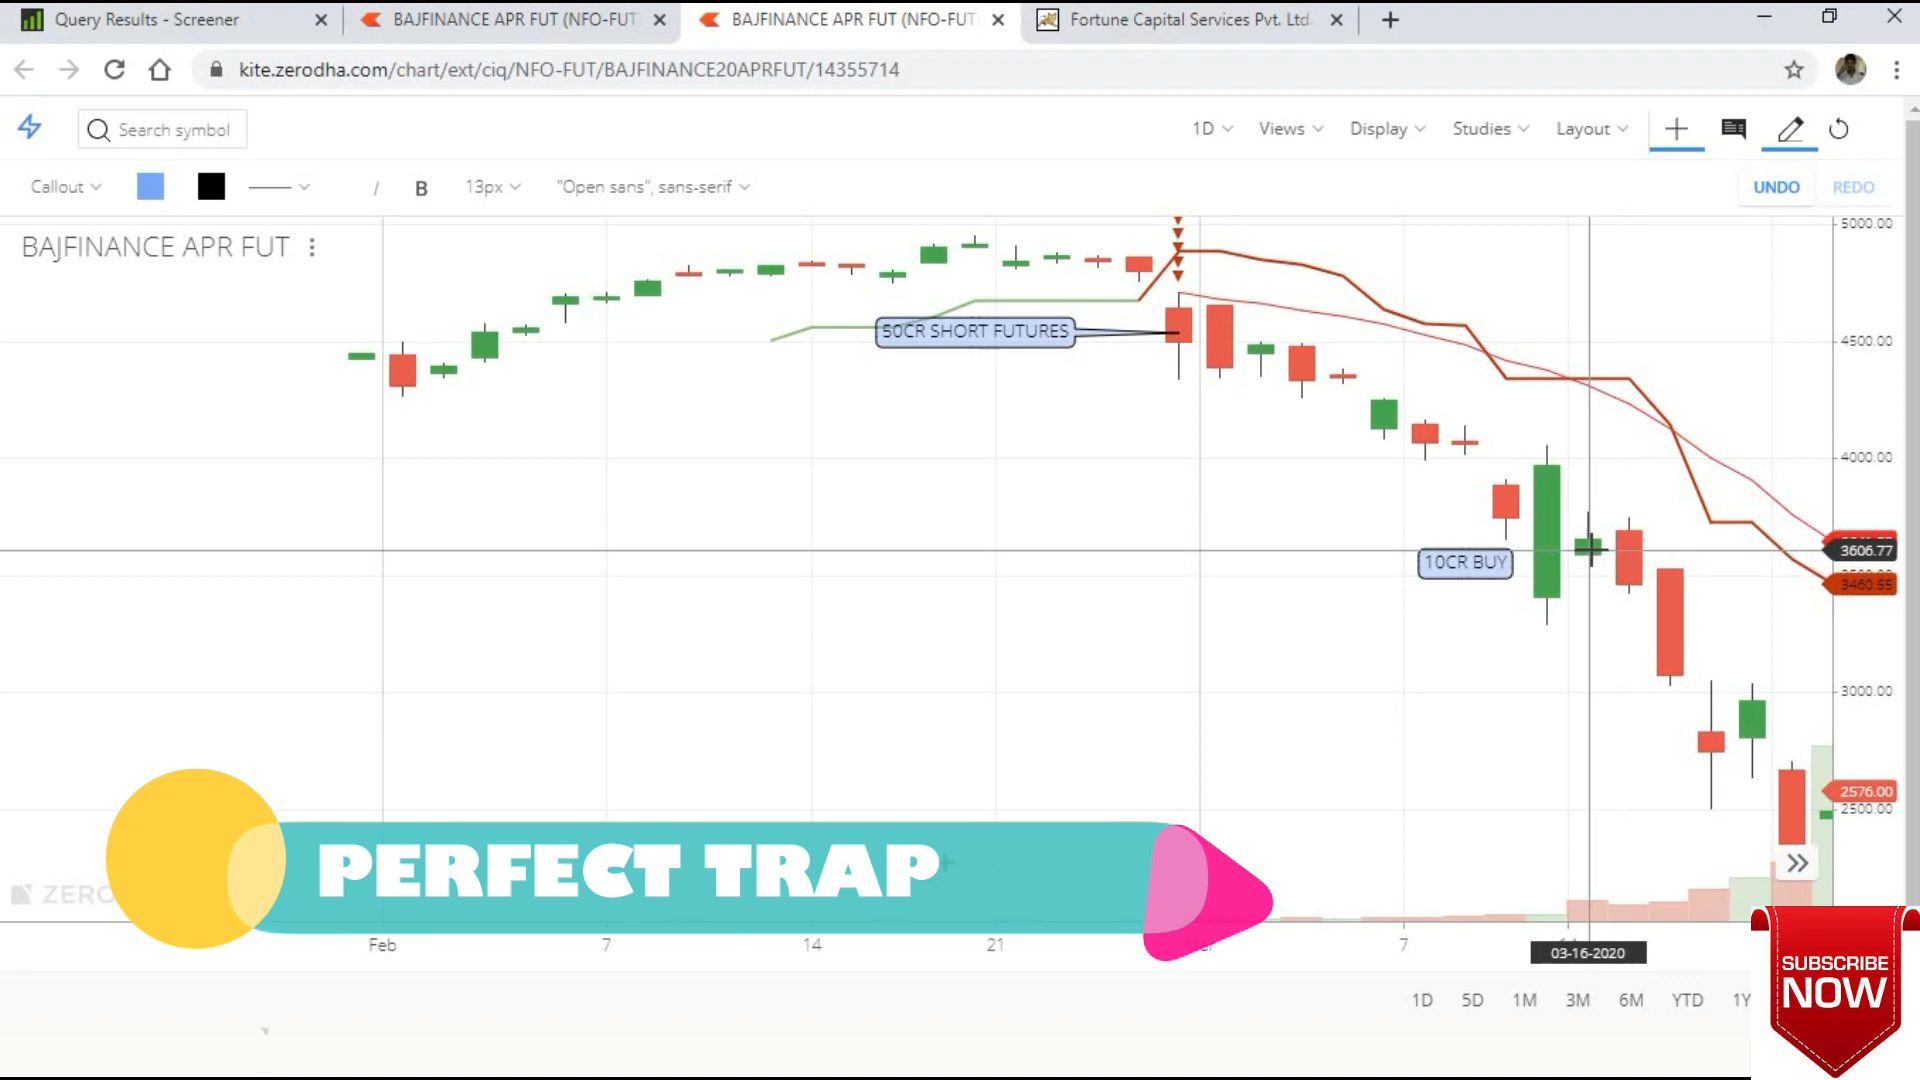 Query Results - Screener
BAJFINANCE APR FUT (NFO-FUT
BAJFINANCE APR FUT (NFO-FUT
Fortune Capital Services Pvt. Ltd.
kite.zerodha.com/chart/ext/ciq/NFO-FUT/BAJFINANCE20APRFUT/14355714
Search symbol
1D
Views
Display
Studies
Layout
Callout
I
B
13px
"Open sans", sans-serif
UNDO
REDO
BAJFINANCE APR FUT
5000.00
50CR SHORT FUTURES
4500.00
4000.00
3606.77
10CR BUY
3460.55
3000.00
2576.00
2500.00
PERFECT TRAP
ZERO
Feb
7
14
21
7
03-16-2020
1D
5D
1M
3M
6M
YTD
1Y
SUBSCRIBE
NOW